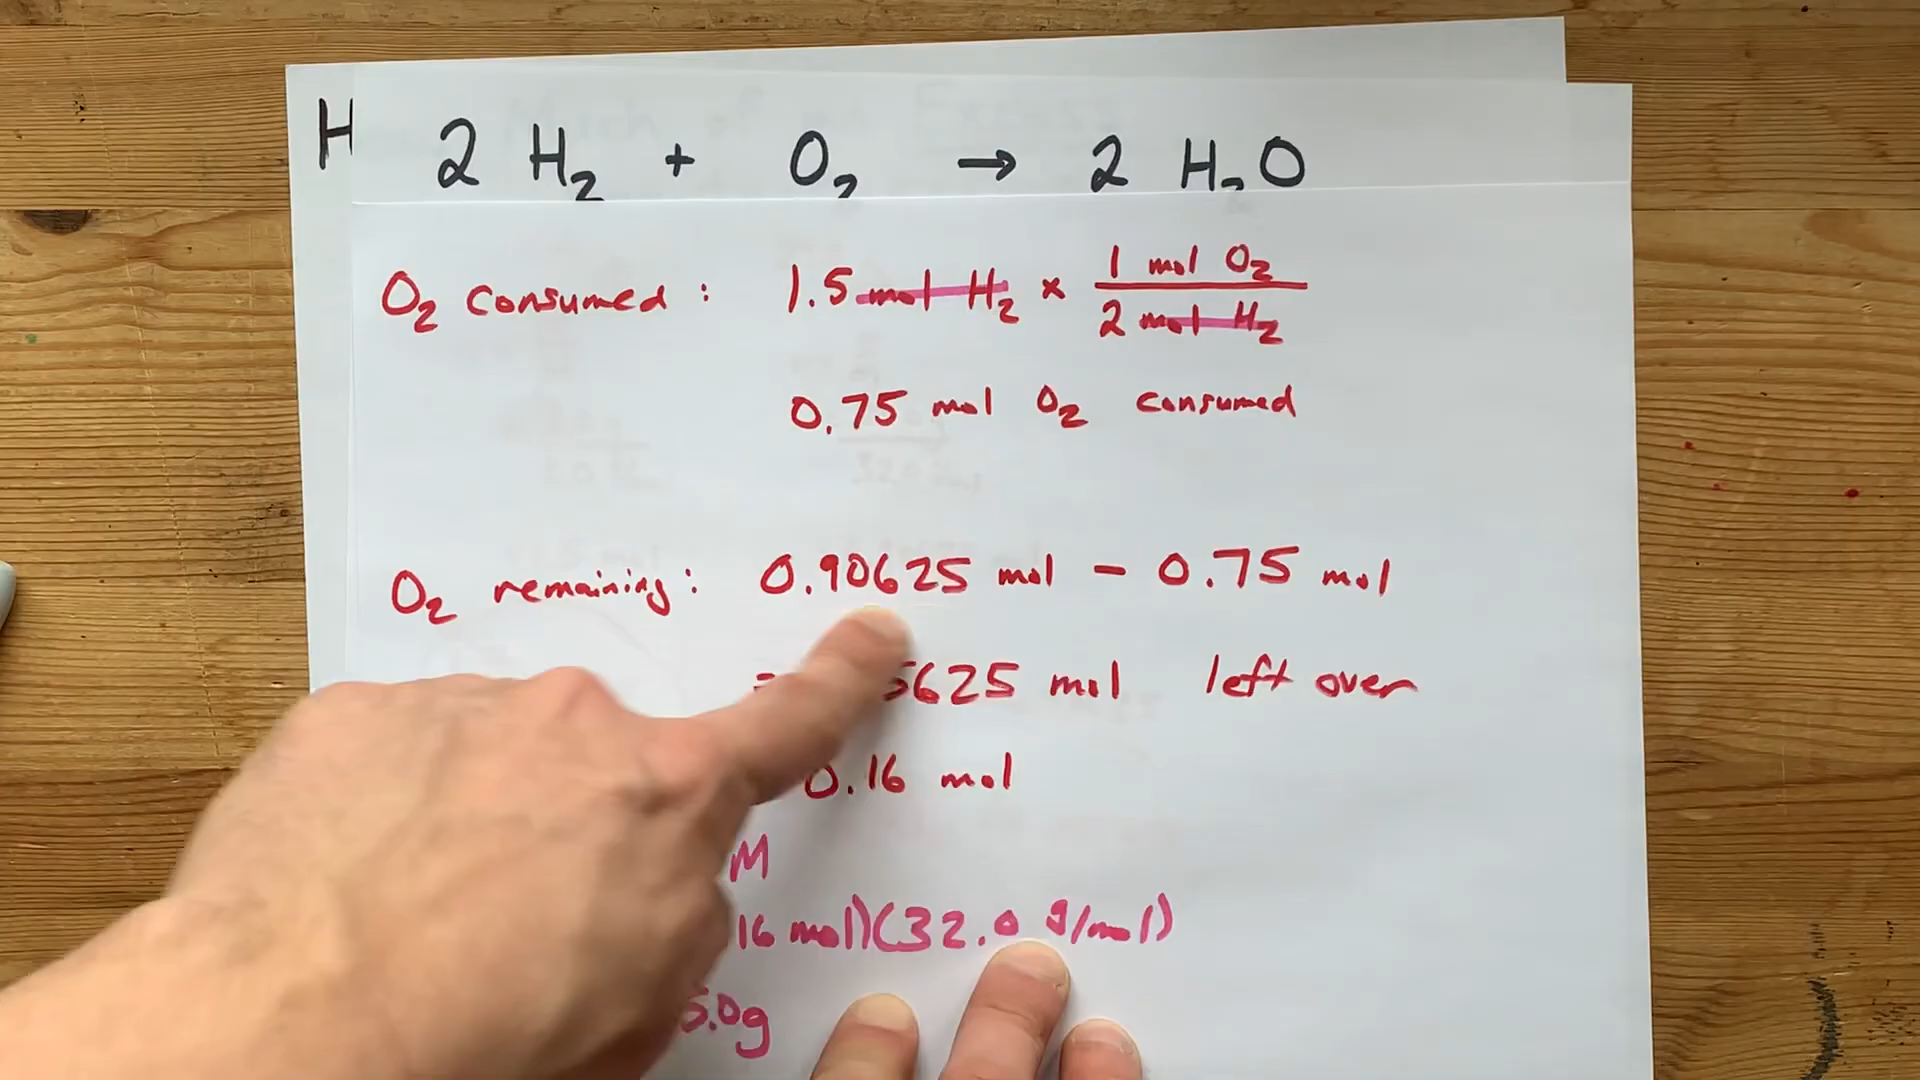 H 2 H₂ + O₂ → 2 H₂O
O₂ consumed : 1.5 mol H₂ × 1 mol O₂ / 2 mol H₂
0.75 mol O₂ consumed
O₂ remaining : 0.90625 mol - 0.75 mol
= 5625 mol left over
0.16 mol
M
16 mol)(32.0 g/mol)
5.0g